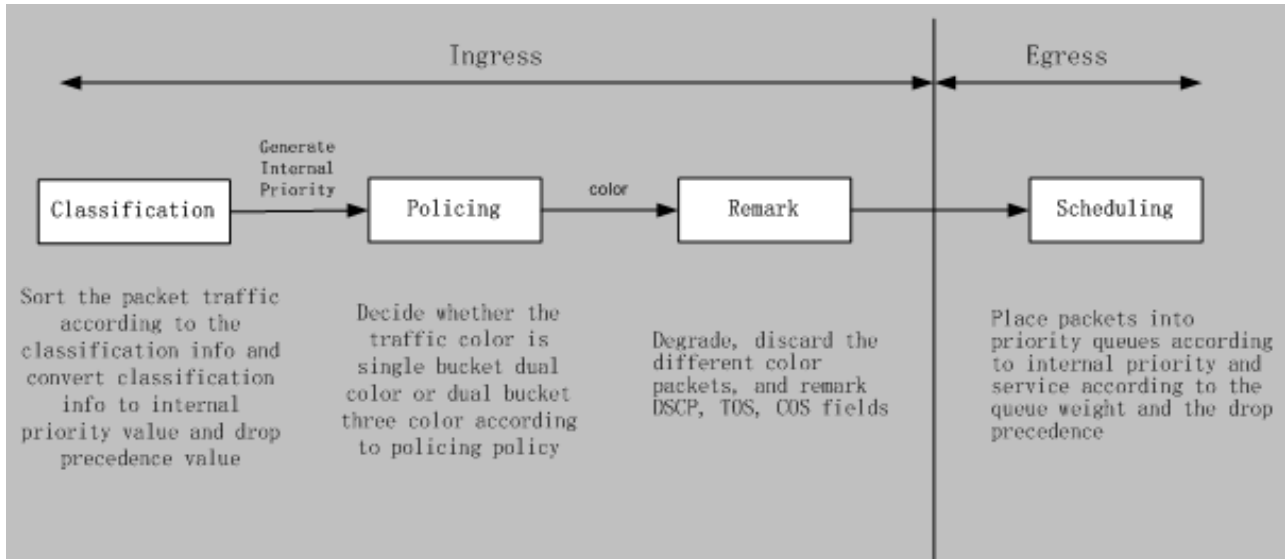 Ingress
Egress
Generate
Internal
Priority
color
Classification
Policing
Remark
Scheduling
Sort the packet traffic
according to the
classification info and
convert classification
info to internal
priority value and drop
precedence value
Decide whether the
traffic color is
single bucket dual
color or dual bucket
three color according
to policing policy
Degrade, discard the
different color
packets, and remark
DSCP, TOS, COS fields
Place packets into
priority queues according
to internal priority and
service according to the
queue weight and the drop
precedence